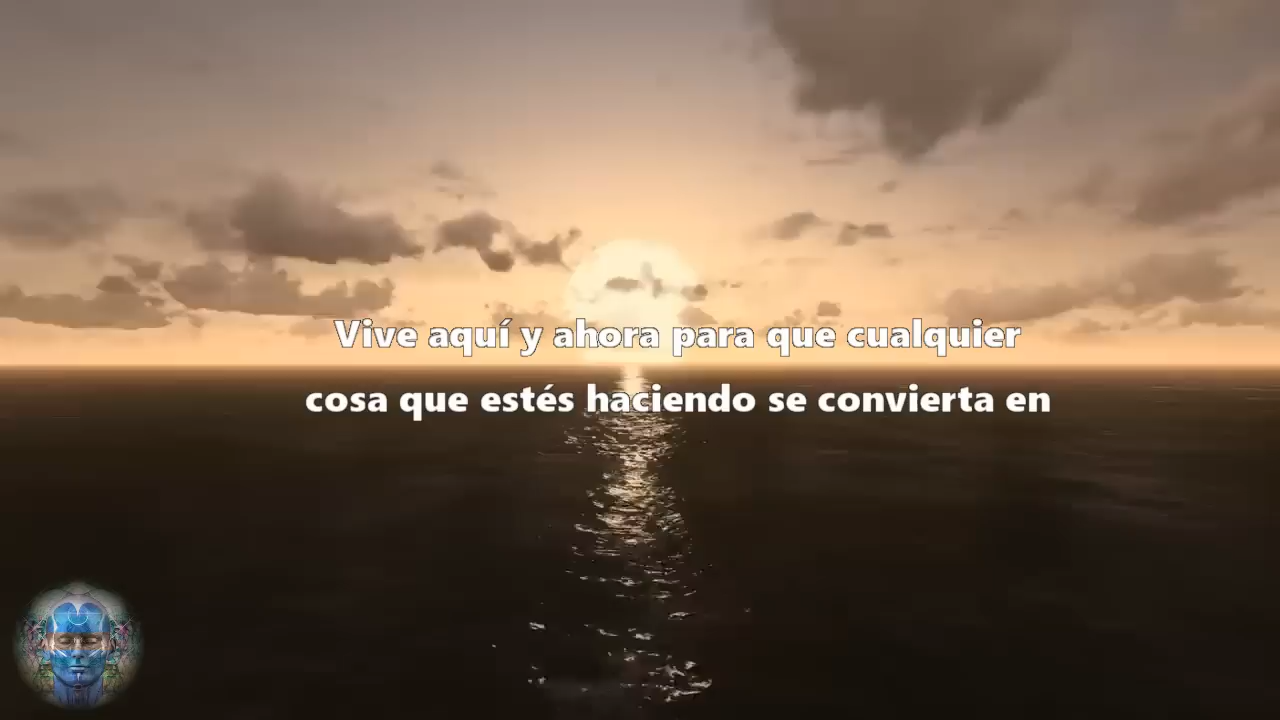 Vive aquí y ahora para que cualquier
cosa que estés haciendo se convierta en